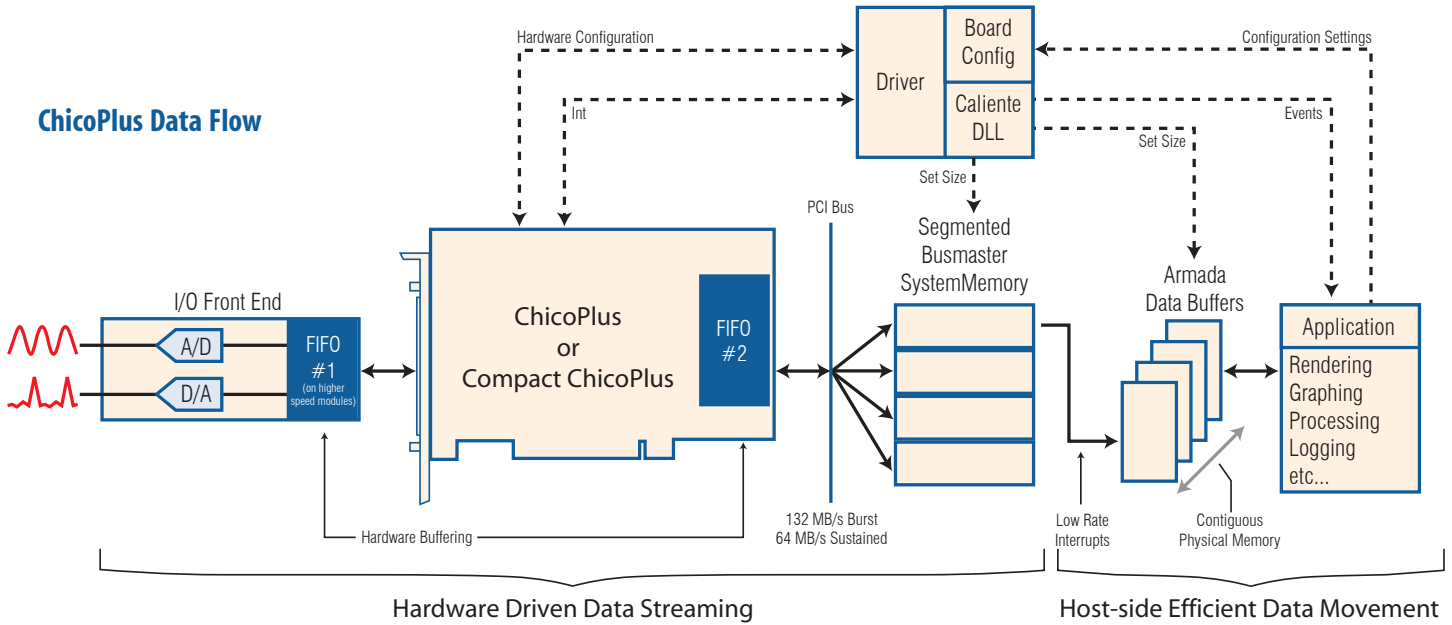 ChicoPlus Data Flow
Hardware Configuration
Int
Driver
Board
Config
Caliente
DLL
Configuration Settings
Events
Set Size
Set Size
PCI Bus
Segmented
Busmaster
SystemMemory
Armada
Data Buffers
I/O Front End
A/D
D/A
FIFO
#1
(on higher
speed modules)
ChicoPlus
or
Compact ChicoPlus
FIFO
#2
Application
Rendering
Graphing
Processing
Logging
etc...
Hardware Buffering
132 MB/s Burst
64 MB/s Sustained
Low Rate
Interrupts
Contiguous
Physical Memory
Hardware Driven Data Streaming
Host-side Efficient Data Movement